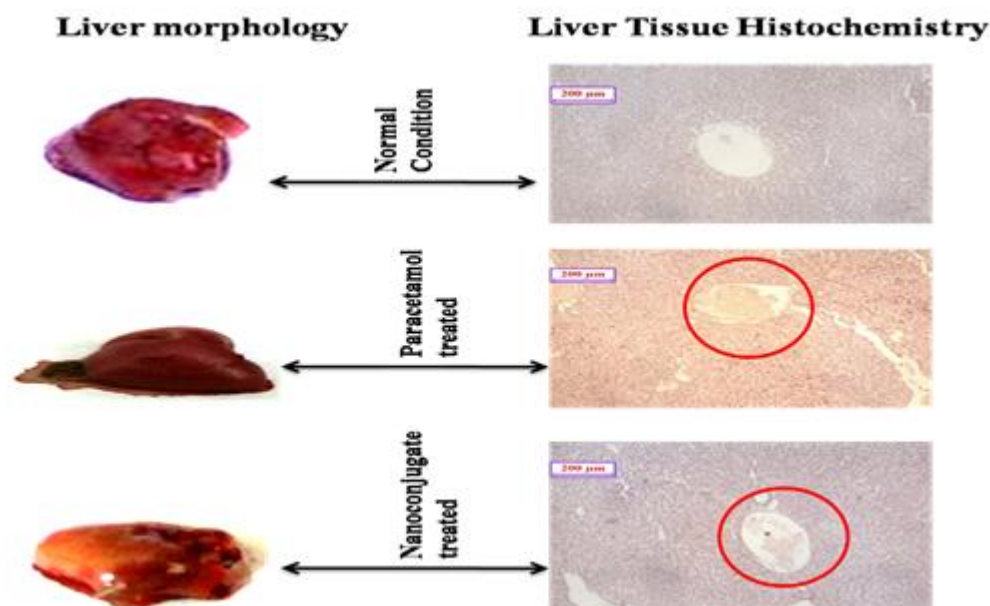 Liver morphology
Liver Tissue Histochemistry
Normal
Condition
200 µm
Paracetamol
treated
200 µm
Nanoconjugate
treated
200 µm